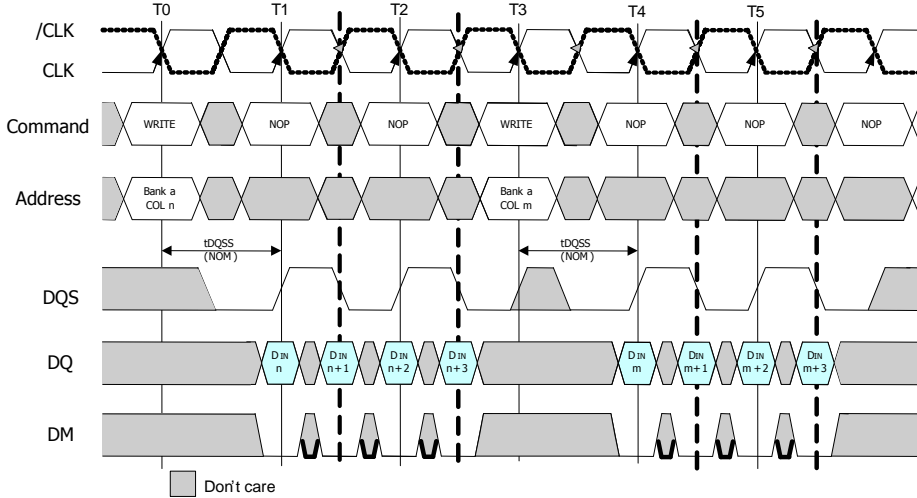 T0 T1 T2 T3 T4 T5
/CLK
CLK
Command WRITE NOP NOP WRITE NOP NOP NOP
Address Bank a COL n Bank a COL m
tDQSS (NOM) tDQSS (NOM)
DQS
DQ DIN n DIN n+1 DIN n+2 DIN n+3 DIN m DIN m+1 DIN m+2 DIN m+3
DM
Don't care